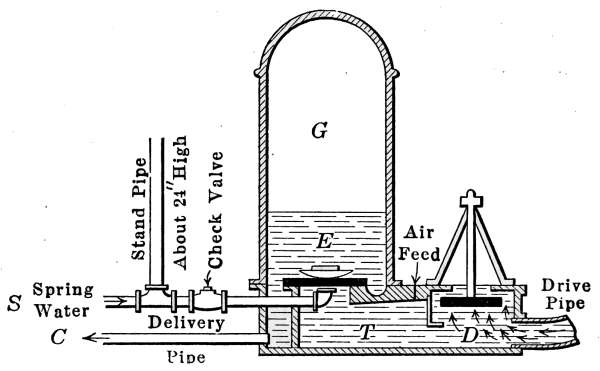 G
Stand Pipe
About 24" High
Check Valve
E
Air
Feed
S
Spring
Water
Drive
Pipe
Delivery
C
T
D
Pipe